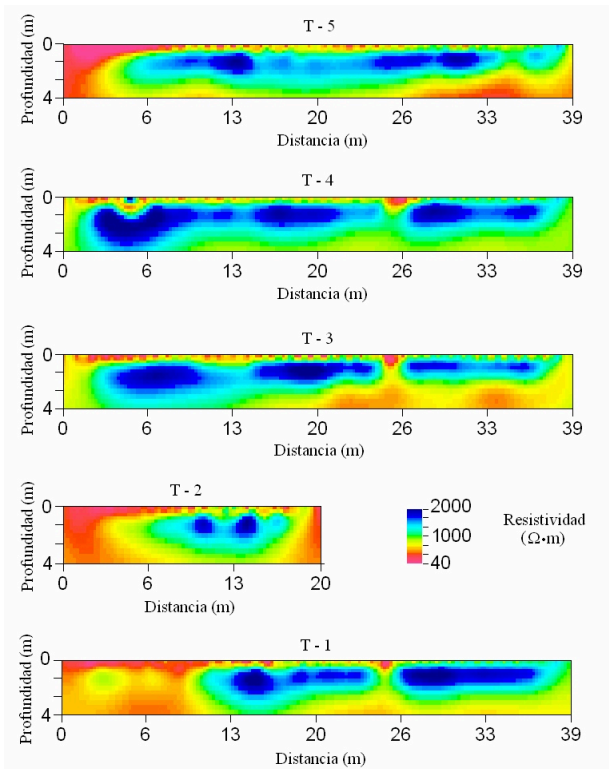 T - 5
Profundidad (m)
0
4
0 6 13 20 26 33 39
Distancia (m)
T - 4
Profundidad (m)
0
4
0 6 13 20 26 33 39
Distancia (m)
T - 3
Profundidad (m)
0
4
0 6 13 20 26 33 39
Distancia (m)
T - 2
Profundidad (m)
0
4
0 6 13 20
Distancia (m)
2000
1000
40
Resistividad
(Ω•m)
T - 1
Profundidad (m)
0
4
0 6 13 20 26 33 39
Distancia (m)